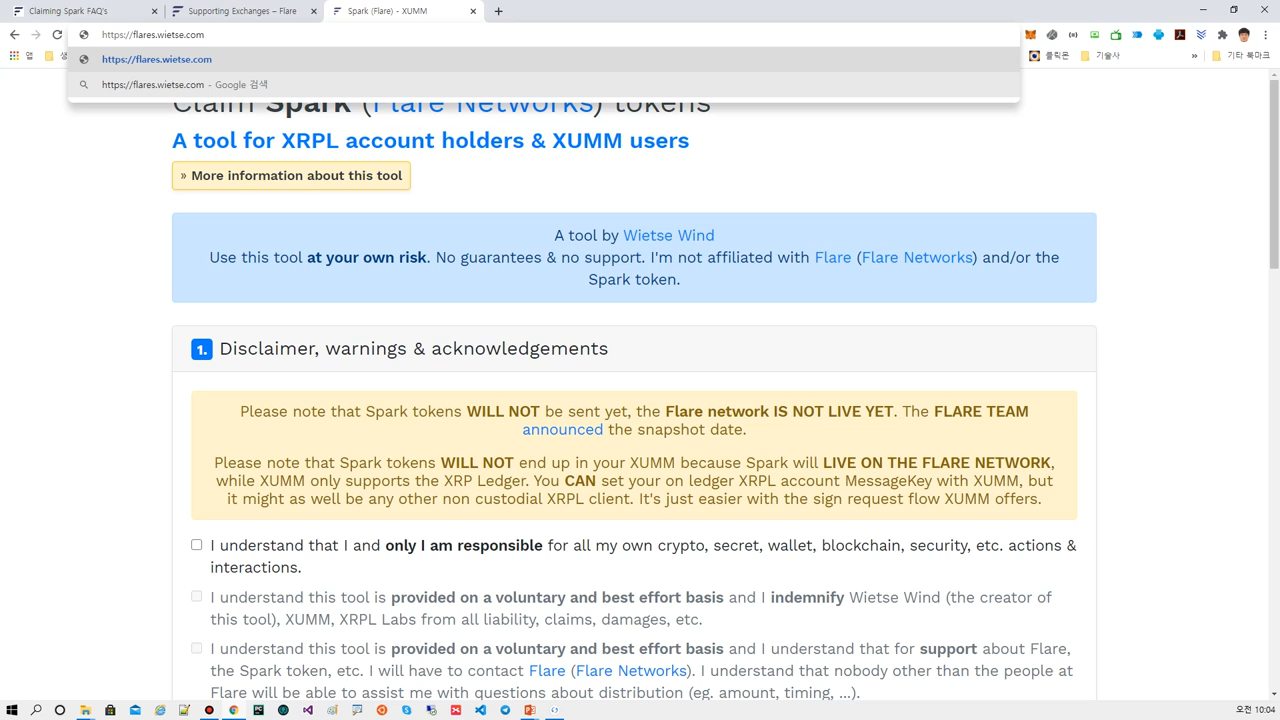 Claiming Spark FAQ's
Supporting Exchanges – Flare
Spark (Flare) - XUMM
https://flares.wietse.com
앱
클릭온
기술사
»
기타 북마크
https://flares.wietse.com
https://flares.wietse.com - Google 검색
Claim Spark (Flare Networks) tokens
A tool for XRPL account holders & XUMM users
» More information about this tool
A tool by Wietse Wind
Use this tool at your own risk. No guarantees & no support. I'm not affiliated with Flare (Flare Networks) and/or the
Spark token.
1. Disclaimer, warnings & acknowledgements
Please note that Spark tokens WILL NOT be sent yet, the Flare network IS NOT LIVE YET. The FLARE TEAM
announced the snapshot date.
Please note that Spark tokens WILL NOT end up in your XUMM because Spark will LIVE ON THE FLARE NETWORK,
while XUMM only supports the XRP Ledger. You CAN set your on ledger XRPL account MessageKey with XUMM, but
it might as well be any other non custodial XRPL client. It's just easier with the sign request flow XUMM offers.
I understand that I and only I am responsible for all my own crypto, secret, wallet, blockchain, security, etc. actions &
interactions.
I understand this tool is provided on a voluntary and best effort basis and I indemnify Wietse Wind (the creator of
this tool), XUMM, XRPL Labs from all liability, claims, damages, etc.
I understand this tool is provided on a voluntary and best effort basis and I understand that for support about Flare,
the Spark token, etc. I will have to contact Flare (Flare Networks). I understand that nobody other than the people at
Flare will be able to assist me with questions about distribution (eg. amount, timing, ...).
오전 10:04